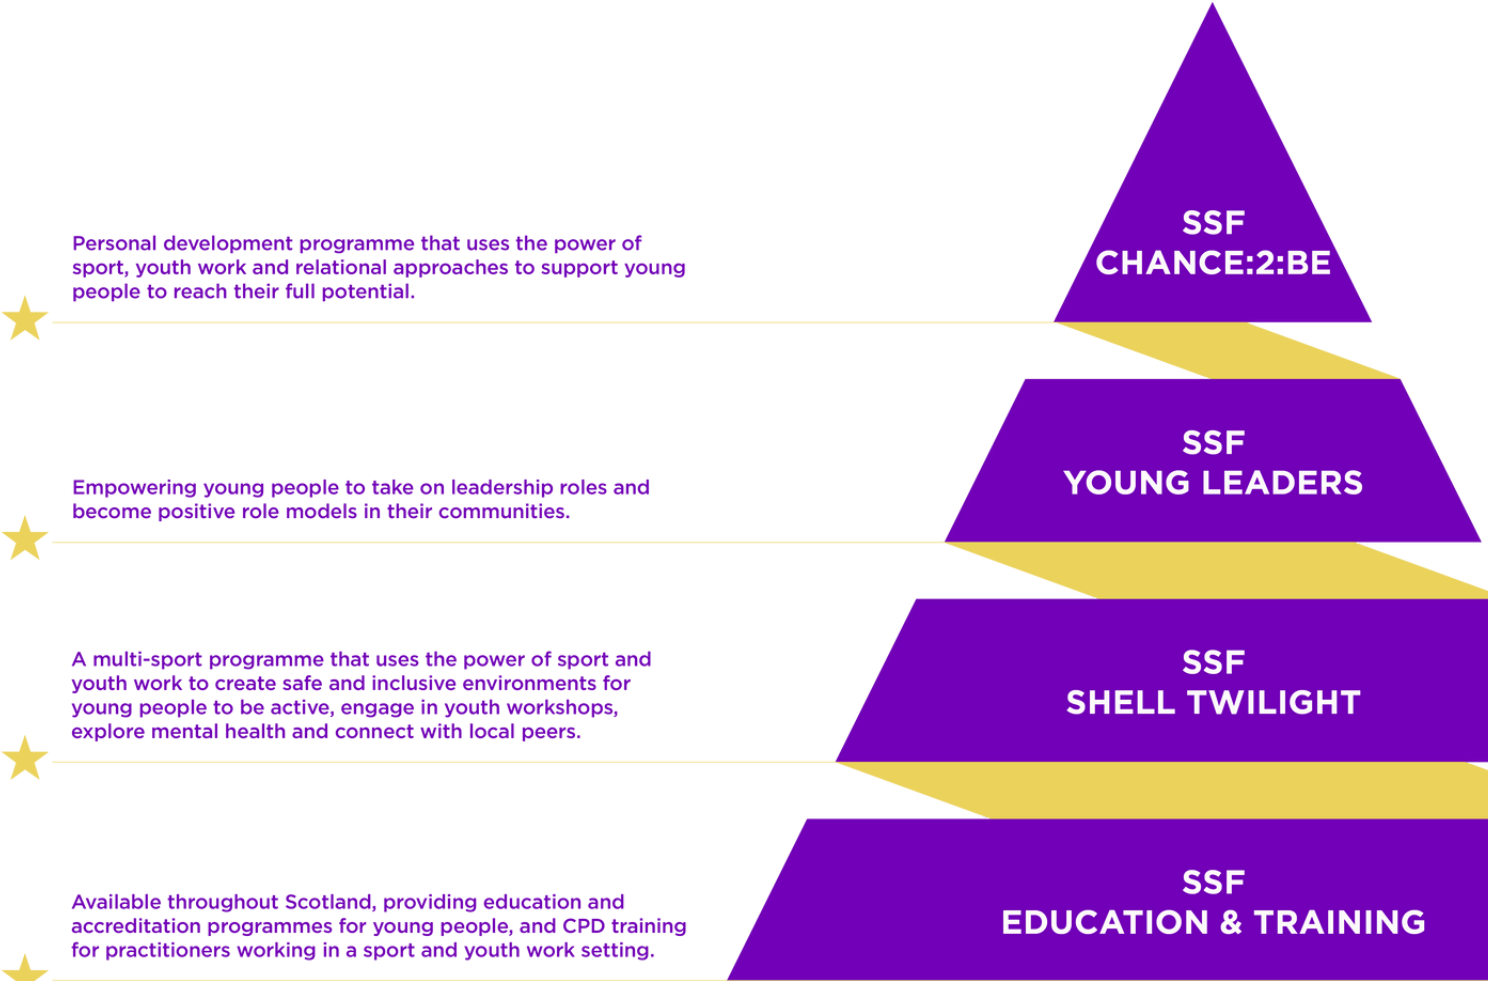 Personal development programme that uses the power of
sport, youth work and relational approaches to support young
people to reach their full potential.
SSF
CHANCE:2:BE
Empowering young people to take on leadership roles and
become positive role models in their communities.
SSF
YOUNG LEADERS
A multi-sport programme that uses the power of sport and
youth work to create safe and inclusive environments for
young people to be active, engage in youth workshops,
explore mental health and connect with local peers.
SSF
SHELL TWILIGHT
Available throughout Scotland, providing education and
accreditation programmes for young people, and CPD training
for practitioners working in a sport and youth work setting.
SSF
EDUCATION & TRAINING